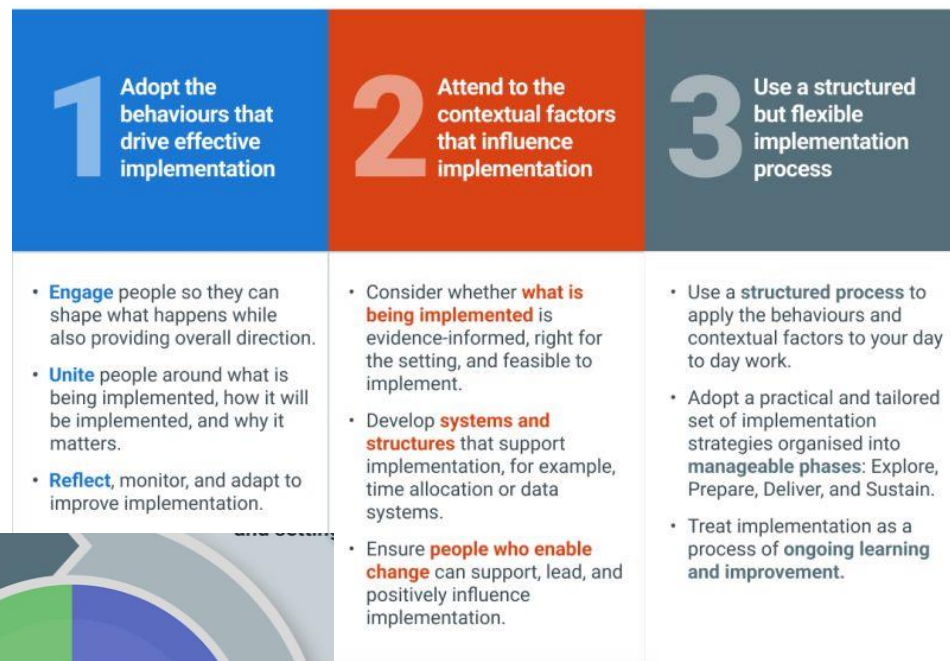 1
Adopt the
behaviours that
drive effective
implementation
• Engage people so they can
shape what happens while
also providing overall direction.
• Unite people around what is
being implemented, how it will
be implemented, and why it
matters.
• Reflect, monitor, and adapt to
improve implementation.
2
Attend to the
contextual factors
that influence
implementation
• Consider whether what is
being implemented is
evidence-informed, right for
the setting, and feasible to
implement.
• Develop systems and
structures that support
implementation, for example,
time allocation or data
systems.
• Ensure people who enable
change can support, lead, and
positively influence
implementation.
3
Use a structured
but flexible
implementation
process
• Use a structured process to
apply the behaviours and
contextual factors to your day
to day work.
• Adopt a practical and tailored
set of implementation
strategies organised into
manageable phases: Explore,
Prepare, Deliver, and Sustain.
• Treat implementation as a
process of ongoing learning
and improvement.